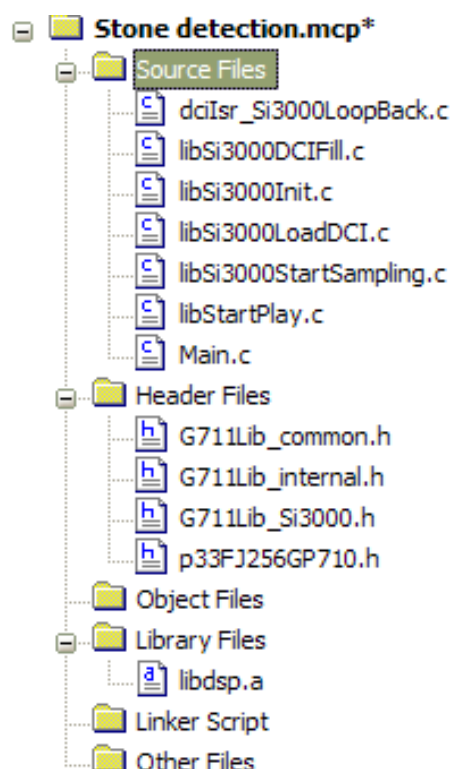 Stone detection.mcp*
Source Files
dciIsr_Si3000LoopBack.c
libSi3000DCIFill.c
libSi3000Init.c
libSi3000LoadDCI.c
libSi3000StartSampling.c
libStartPlay.c
Main.c
Header Files
G711Lib_common.h
G711Lib_internal.h
G711Lib_Si3000.h
p33FJ256GP710.h
Object Files
Library Files
libdsp.a
Linker Script
Other Files